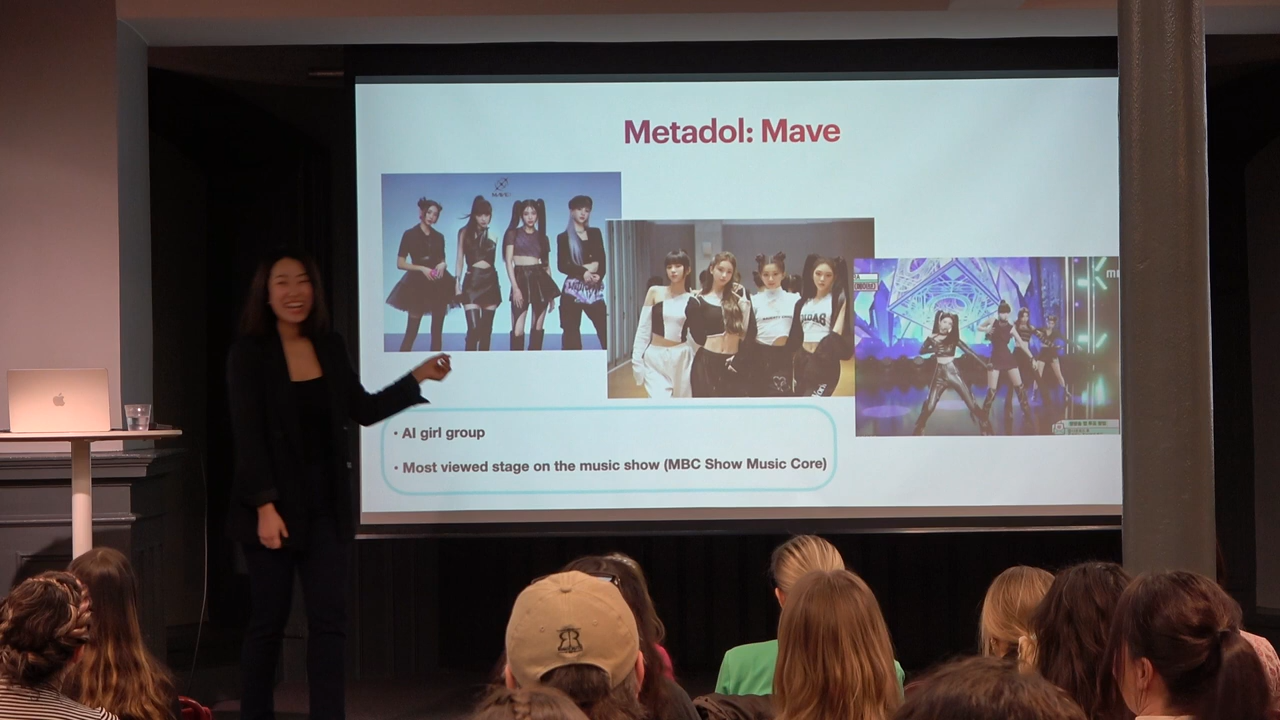 Metadol: Mave
• AI girl group
• Most viewed stage on the music show (MBC Show Music Core)